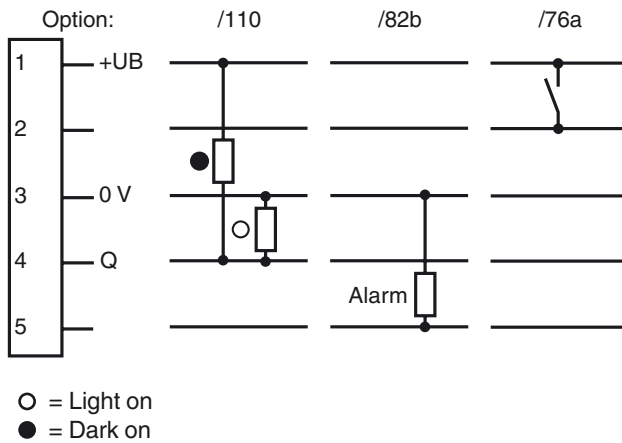 Option: /110 /82b /76a
1 +UB
2
3 0 V
4 Q
Alarm
5
= Light on
= Dark on